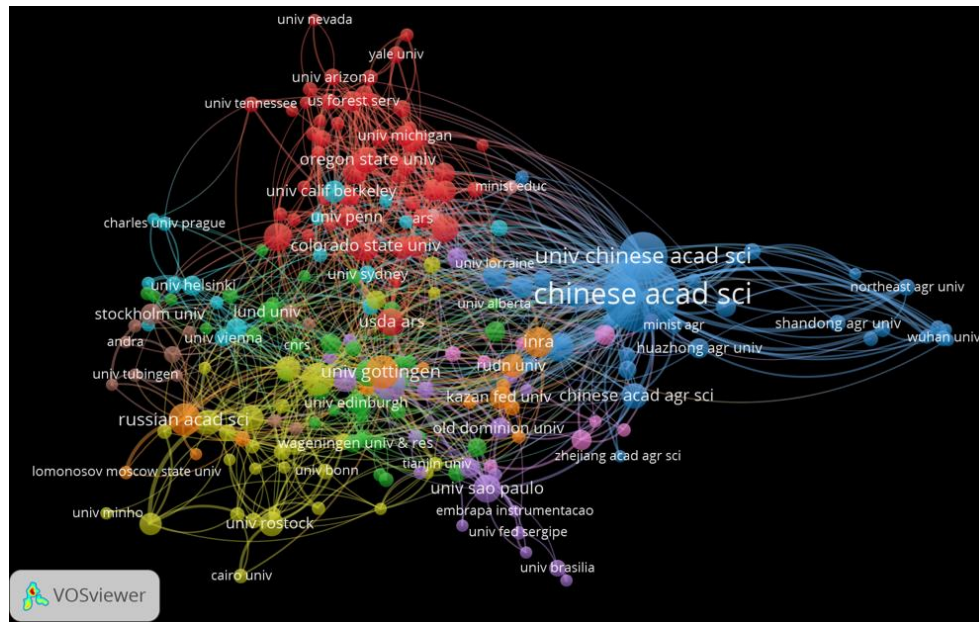 univ nevada
yale univ
univ arizona
us forest serv
univ tennessee
univ michigan
oregon state univ
minist educ
univ calif berkeley
charles univ prague
univ penn
ars
colorado state univ
univ chinese acad sci
univ lorraine
univ sydney
univ helsinki
northeast agr univ
chinese acad sci
univ alberta
stockholm univ
lund univ
usda ars
minist agr
shandong agr univ
univ vienna
wuhan univ
andra
cnrs
inra
huazhong agr univ
rudn univ
univ tubingen
univ gottingen
kazan fed univ
chinese acad agr sci
univ edinburgh
russian acad sci
old dominion univ
wageningen univ & res
zhejiang acad agr sci
tianjin univ
lomonosov moscow state univ
univ bonn
univ sao paulo
embrapa instrumentacao
univ minho
univ rostock
univ fed sergipe
univ brasilia
cairo univ
VOSviewer